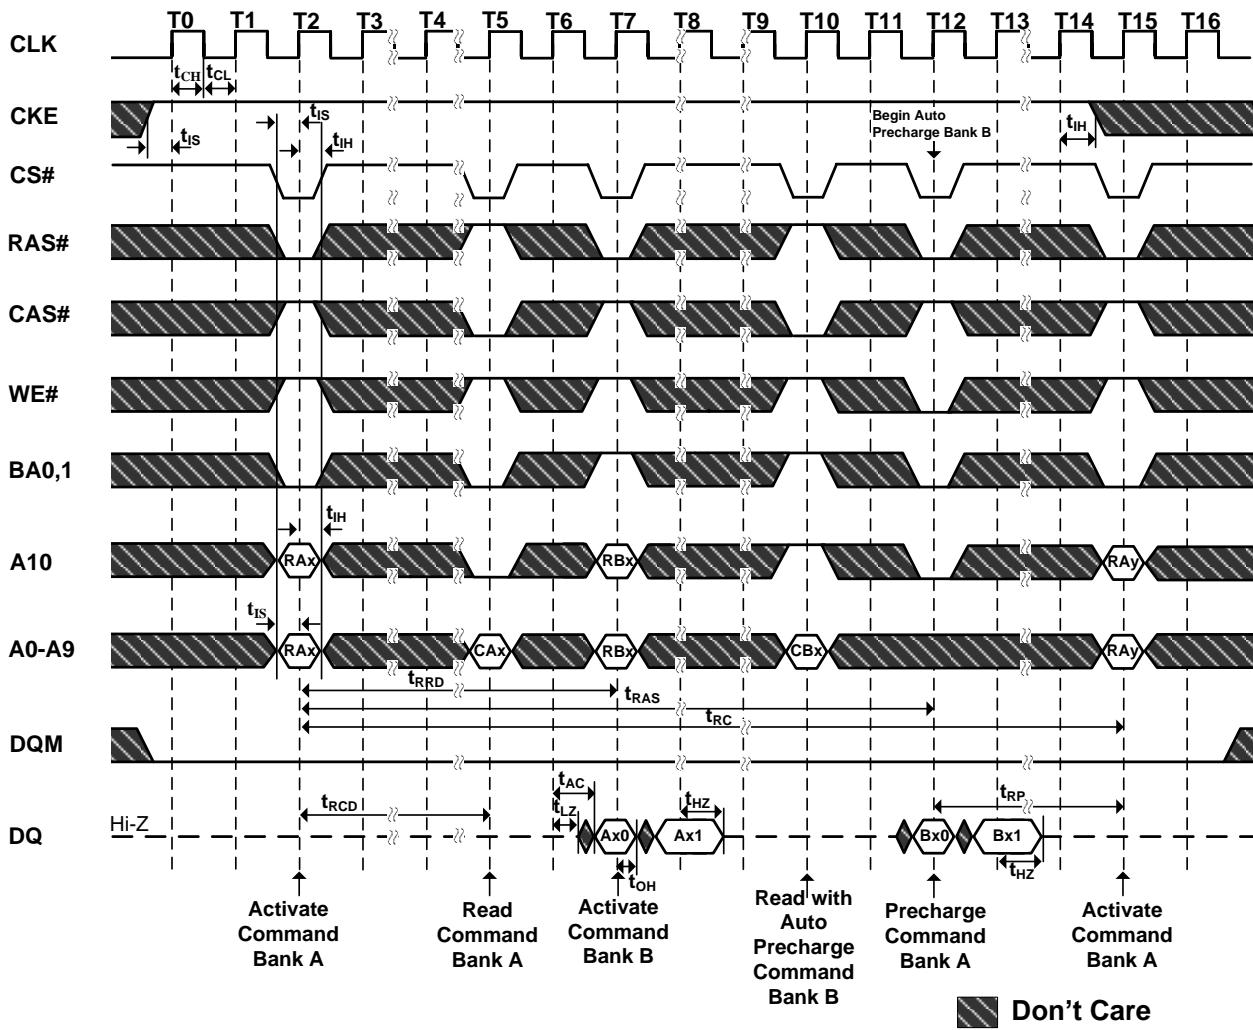 T0 T1 T2 T3 T4 T5 T6 T7 T8 T9 T10 T11 T12 T13 T14 T15 T16
CLK
tCH tCL
CKE
tIS
tIS
tIH
Begin Auto
Precharge Bank B
tIH
CS#
RAS#
CAS#
WE#
BA0,1
tIH
A10
RAx RBx RAy
tIS
A0-A9
RAx CAx RBx CBx RAy
tRRD
tRAS
tRC
DQM
tRCD
tAC
tLZ
tHZ
tRP
DQ
Hi-Z
Ax0 Ax1 Bx0 Bx1
tOH
tHZ
Activate
Command
Bank A
Read
Command
Bank A
Activate
Command
Bank B
Read with
Auto
Precharge
Command
Bank B
Precharge
Command
Bank A
Activate
Command
Bank A
Don't Care